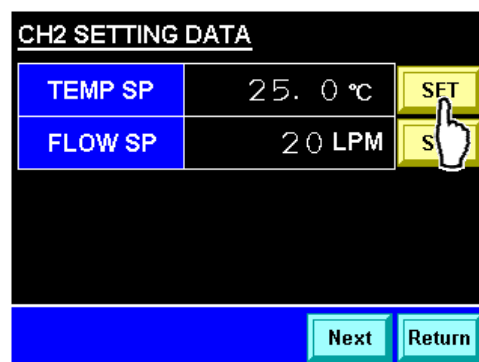 CH2 SETTING DATA
TEMP SP 25. 0 ℃ SET
FLOW SP 20 LPM
Next Return